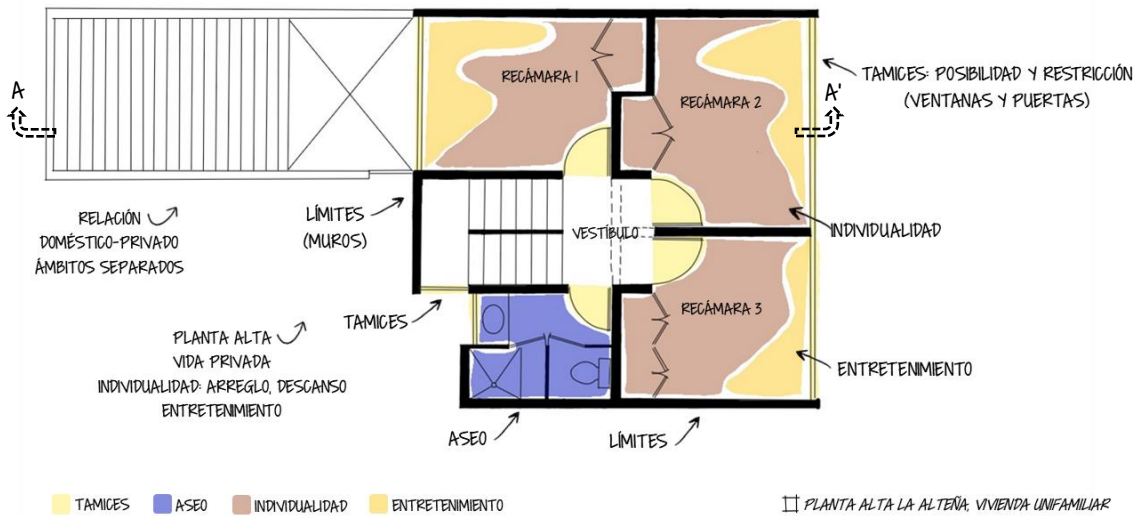 RECÁMARA 1
RECÁMARA 2
TAMICES: POSIBILIDAD Y RESTRICCIÓN
(VENTANAS Y PUERTAS)
A
A'
RELACIÓN
DOMÉSTICO-PRIVADO
ÁMBITOS SEPARADOS
LÍMITES
(MUROS)
VESTÍBULO
INDIVIDUALIDAD
TAMICES
RECÁMARA 3
PLANTA ALTA
VIDA PRIVADA
INDIVIDUALIDAD: ARREGLO, DESCANSO
ENTRETENIMIENTO
ENTRETENIMIENTO
ASEO
LÍMITES
TAMICES
ASEO
INDIVIDUALIDAD
ENTRETENIMIENTO
PLANTA ALTA LA ALTEÑA, VIVIENDA UNIFAMILIAR